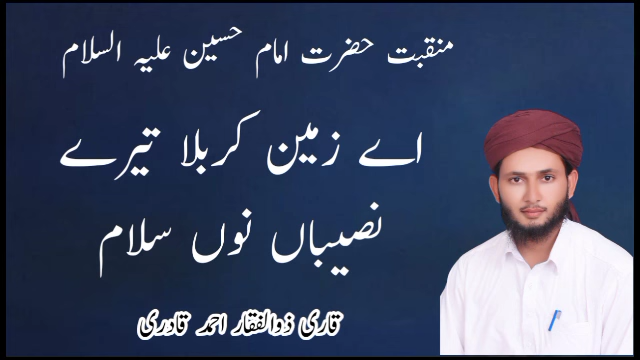 منقبت حضرت امام حسین علیہ السلام
اے زمین کربلا تیرے
نصیباں نوں سلام
قاری ذوالفقار احمد قادری